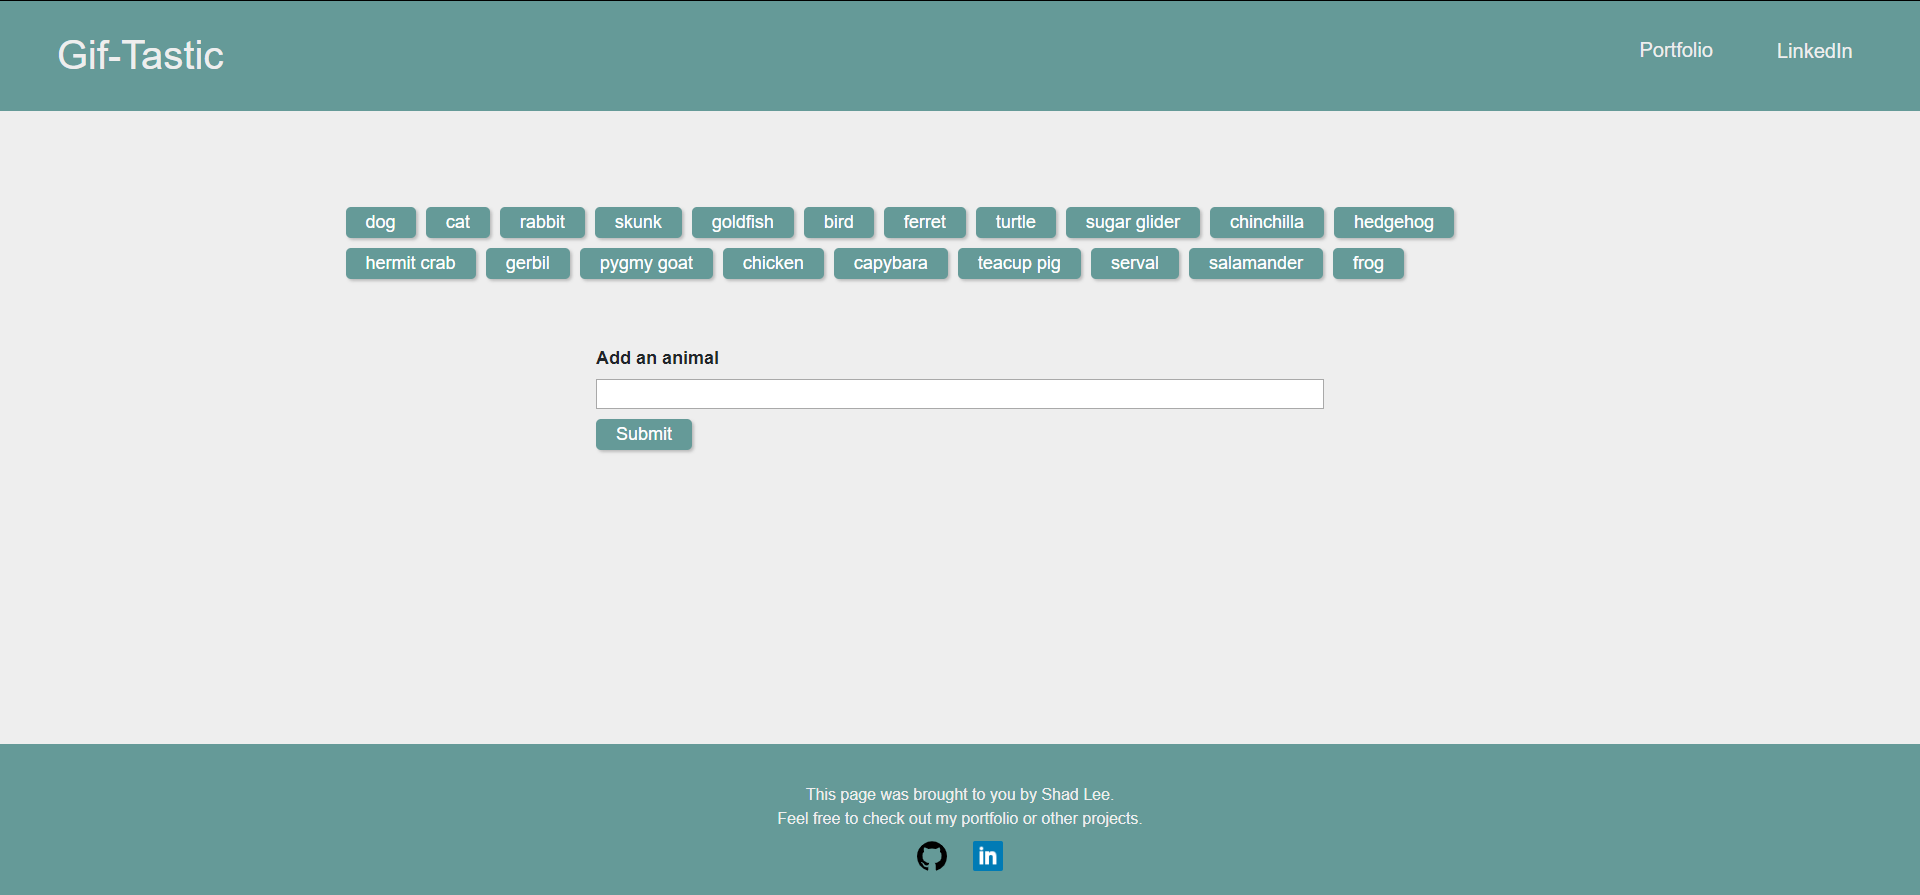 Gif-Tastic
Portfolio
LinkedIn
dog cat rabbit skunk goldfish bird ferret turtle sugar glider chinchilla hedgehog
hermit crab gerbil pygmy goat chicken capybara teacup pig serval salamander frog
Add an animal
Submit
This page was brought to you by Shad Lee.
Feel free to check out my portfolio or other projects.
in